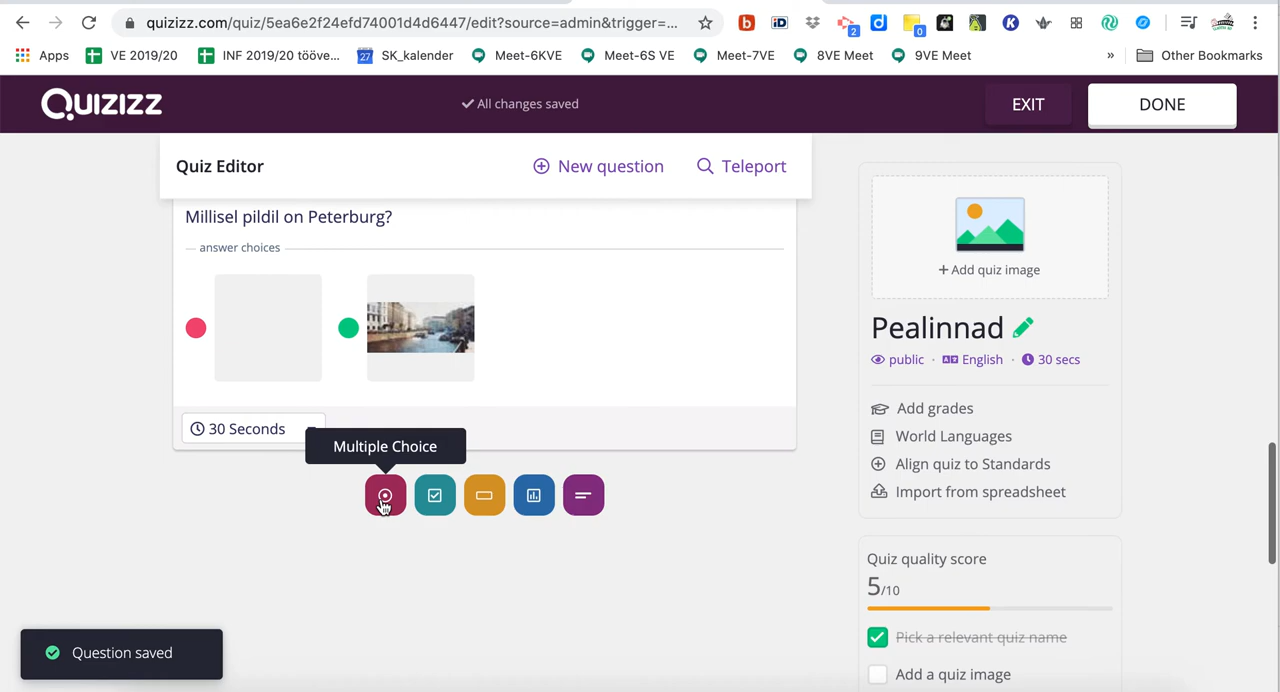 quizizz.com/quiz/5ea6e2f24efd74001d4d6447/edit?source=admin&trigger=...
2
0
Apps
VE 2019/20
INF 2019/20 tööve...
27
SK_kalender
Meet-6KVE
Meet-6S VE
Meet-7VE
8VE Meet
9VE Meet
»
Other Bookmarks
QUIZIZZ
All changes saved
EXIT
DONE
Quiz Editor
New question
Teleport
Millisel pildil on Peterburg?
answer choices
30 Seconds
Multiple Choice
+ Add quiz image
Pealinnad
public · English · 30 secs
Add grades
World Languages
Align quiz to Standards
Import from spreadsheet
Quiz quality score
5/10
Pick a relevant quiz name
Add a quiz image
Question saved